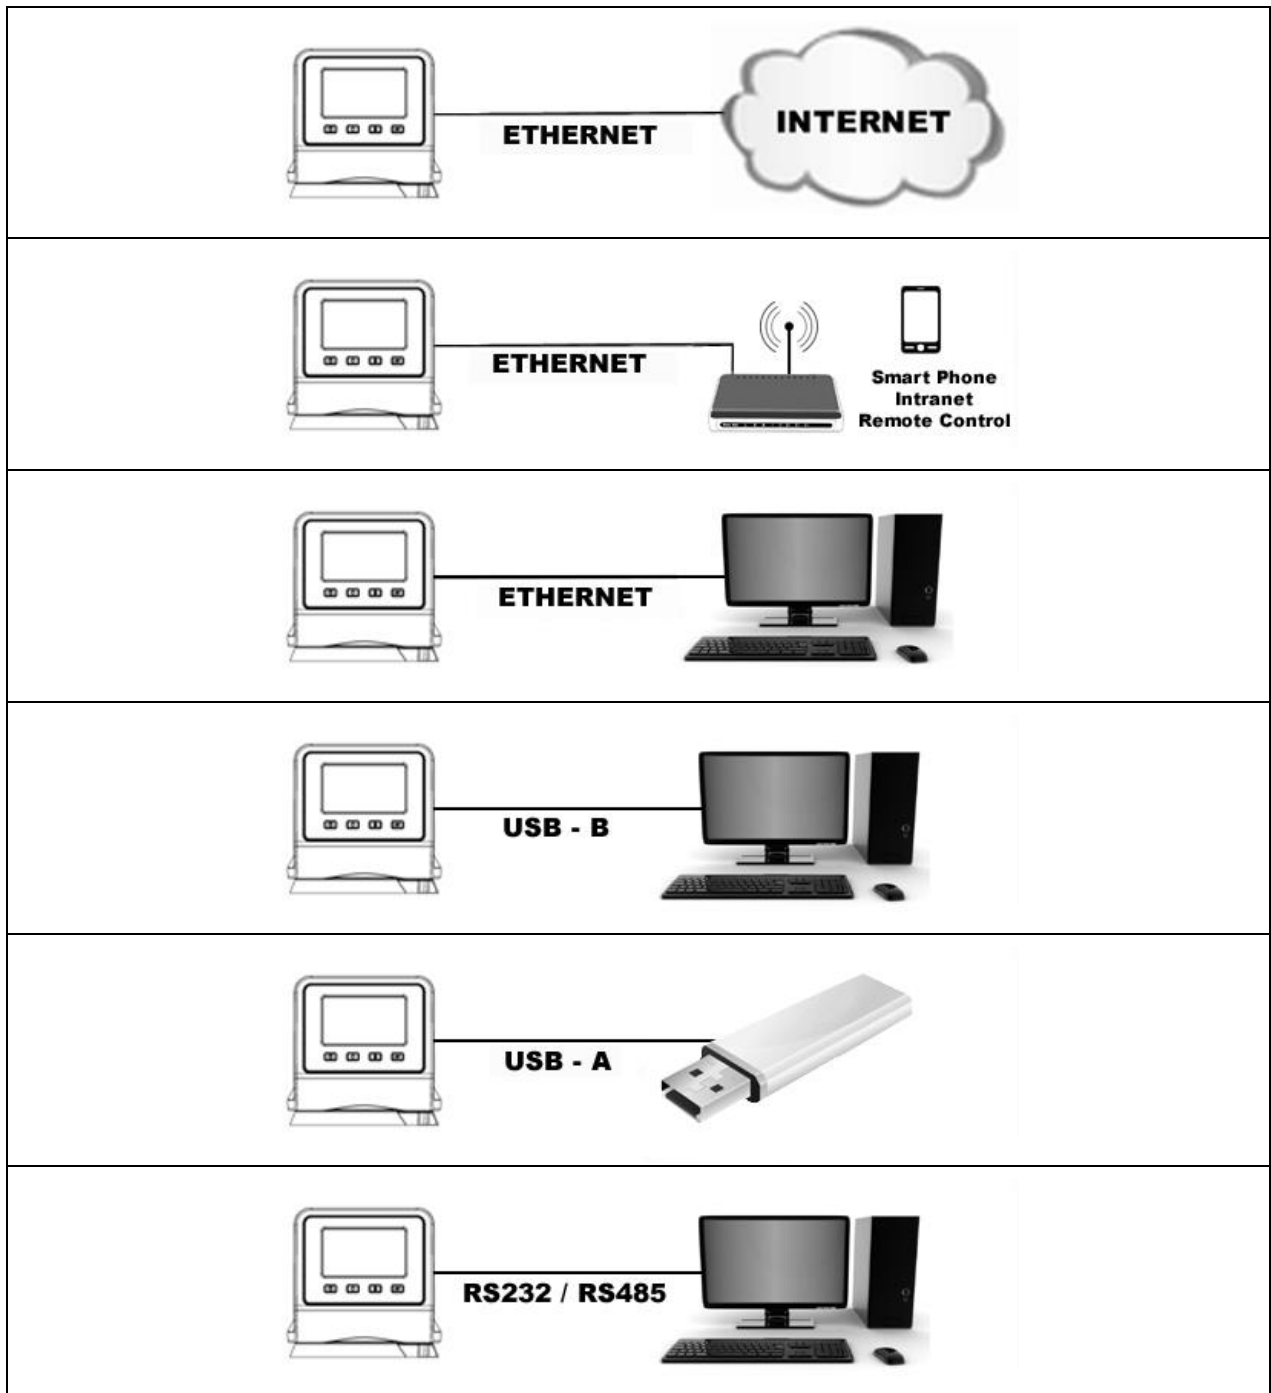 ETHERNET
INTERNET
ETHERNET
Smart Phone
Intranet
Remote Control
ETHERNET
USB - B
USB - A
RS232 / RS485